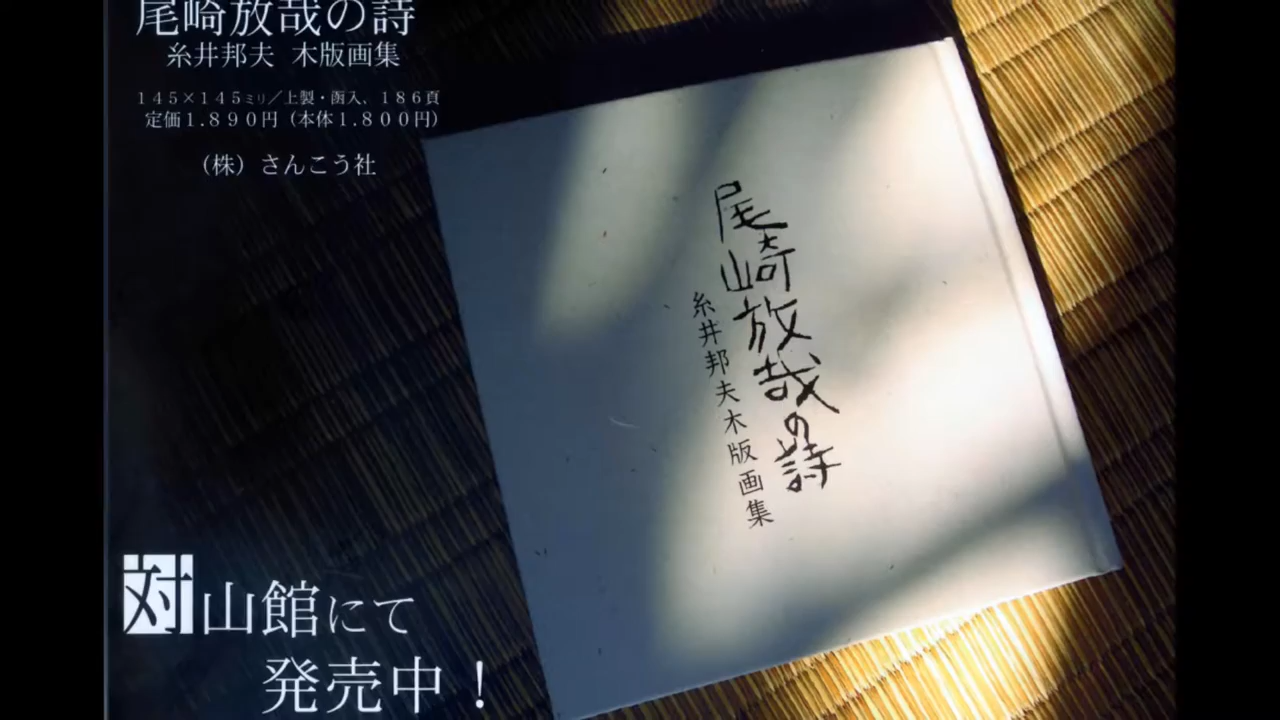 尾崎放哉の詩
糸井邦夫 木版画集
145×145ミリ／上製・函入、186頁
定価1.890円（本体1.800円）
（株）さんこう社
尾崎放哉の詩
糸井邦夫木版画集
対山館にて
発売中！